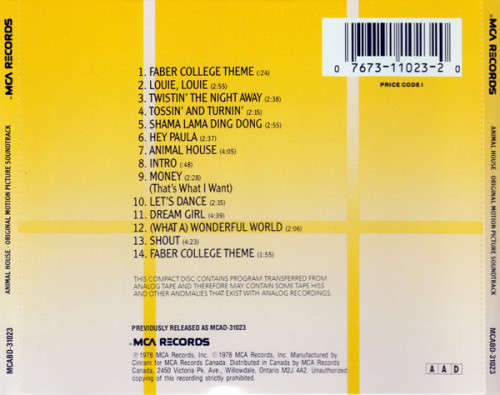 MCA RECORDS
ANIMAL HOUSE · ORIGINAL MOTION PICTURE SOUNDTRACK
MCABD-31023
0 7673-11023-2 0
PRICE CODE I
1. FABER COLLEGE THEME (:24)
2. LOUIE, LOUIE (2:55)
3. TWISTIN' THE NIGHT AWAY (2:38)
4. TOSSIN' AND TURNIN' (2:15)
5. SHAMA LAMA DING DONG (2:55)
6. HEY PAULA (2:37)
7. ANIMAL HOUSE (4:05)
8. INTRO (:48)
9. MONEY (2:28)
(That's What I Want)
10. LET'S DANCE (2:15)
11. DREAM GIRL (4:39)
12. (WHAT A) WONDERFUL WORLD (2:06)
13. SHOUT (4:23)
14. FABER COLLEGE THEME (1:55)
THIS COMPACT DISC CONTAINS PROGRAM TRANSFERRED FROM
ANALOG TAPE AND THEREFORE MAY CONTAIN SOME TAPE HISS
AND OTHER ANOMALIES THAT EXIST WITH ANALOG RECORDINGS.
PREVIOUSLY RELEASED AS MCAD-31023
MCA RECORDS
℗1978 MCA Records, Inc. ©1978 MCA Records, Inc. Manufactured by
Cinram for MCA Records Canada. Distributed in Canada by MCA Records
Canada, 2450 Victoria Pk. Ave., Willowdale, Ontario M2J 4A2. Unauthorized
copying of this recording strictly prohibited.
A A D
MCA RECORDS
ANIMAL HOUSE · ORIGINAL MOTION PICTURE SOUNDTRACK
MCABD-31023